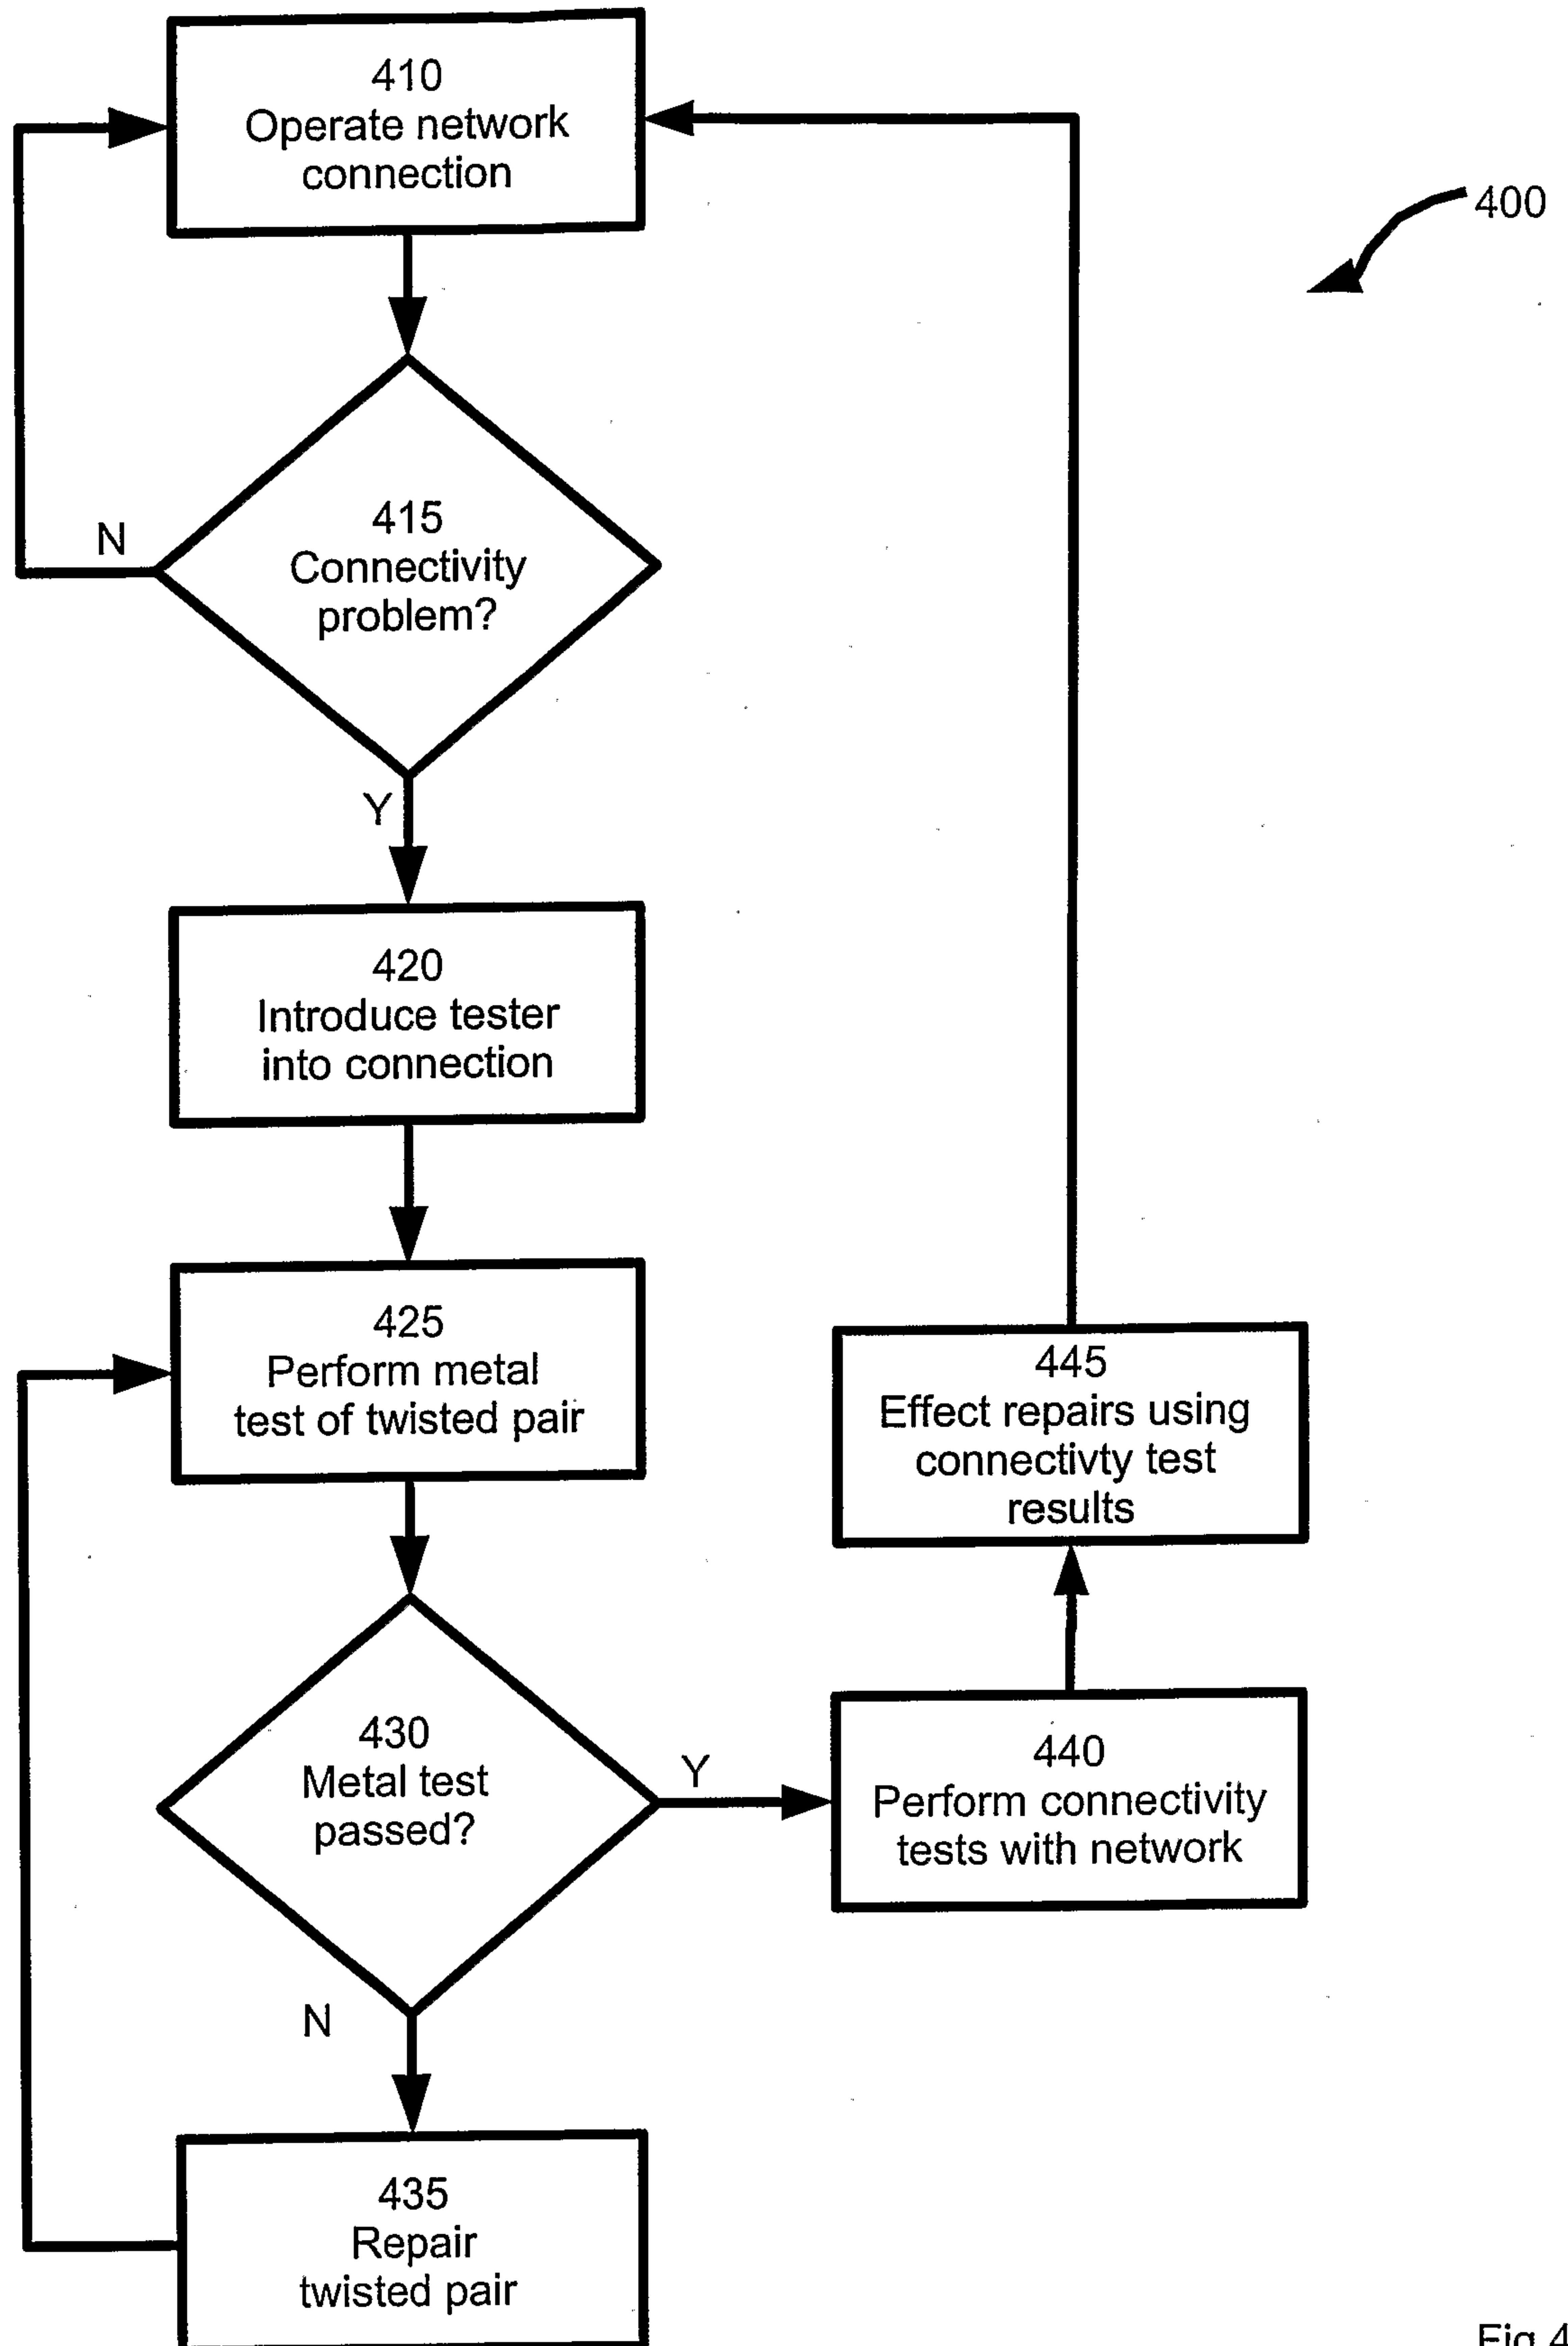 410
Operate network
connection
400
415
Connectivity
problem?
N
Y
420
Introduce tester
into connection
425
Perform metal
test of twisted pair
445
Effect repairs using
connectivty test
results
430
Metal test
passed?
Y
440
Perform connectivity
tests with network
N
435
Repair
twisted pair
Fig 4